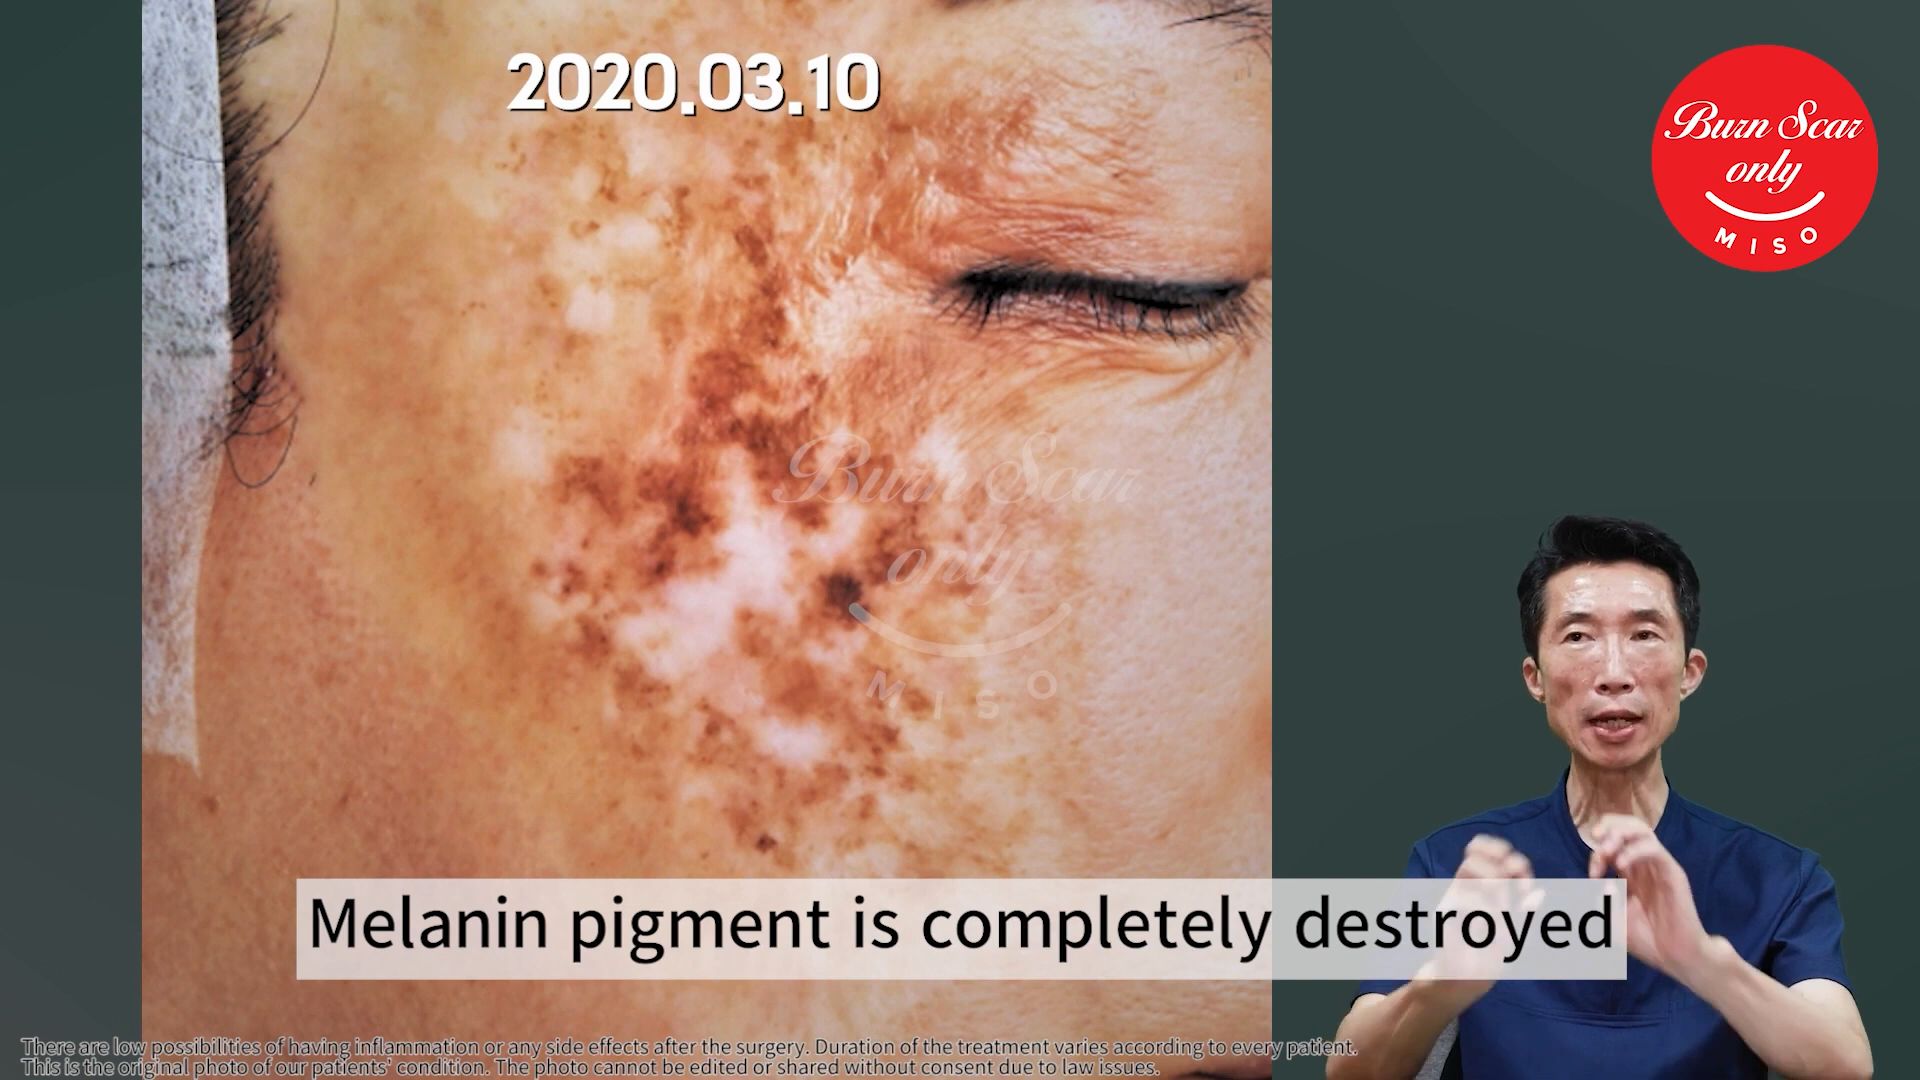 2020.03.10
Burn Scar
only
MISO
Burn Scar
only
MISO
Melanin pigment is completely destroyed
There are low possibilities of having inflammation or any side effects after the surgery. Duration of the treatment varies according to every patient.
This is the original photo of our patients' condition. The photo cannot be edited or shared without consent due to law issues.